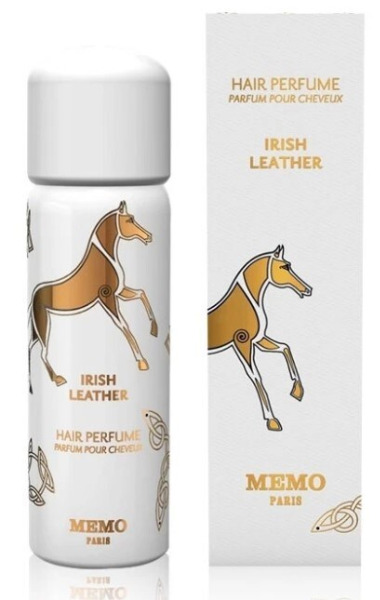 IRISH
LEATHER
HAIR PERFUME
PARFUM POUR CHEVEUX
MEMO
PARIS
HAIR PERFUME
PARFUM POUR CHEVEUX
IRISH
LEATHER
MEMO
PARIS